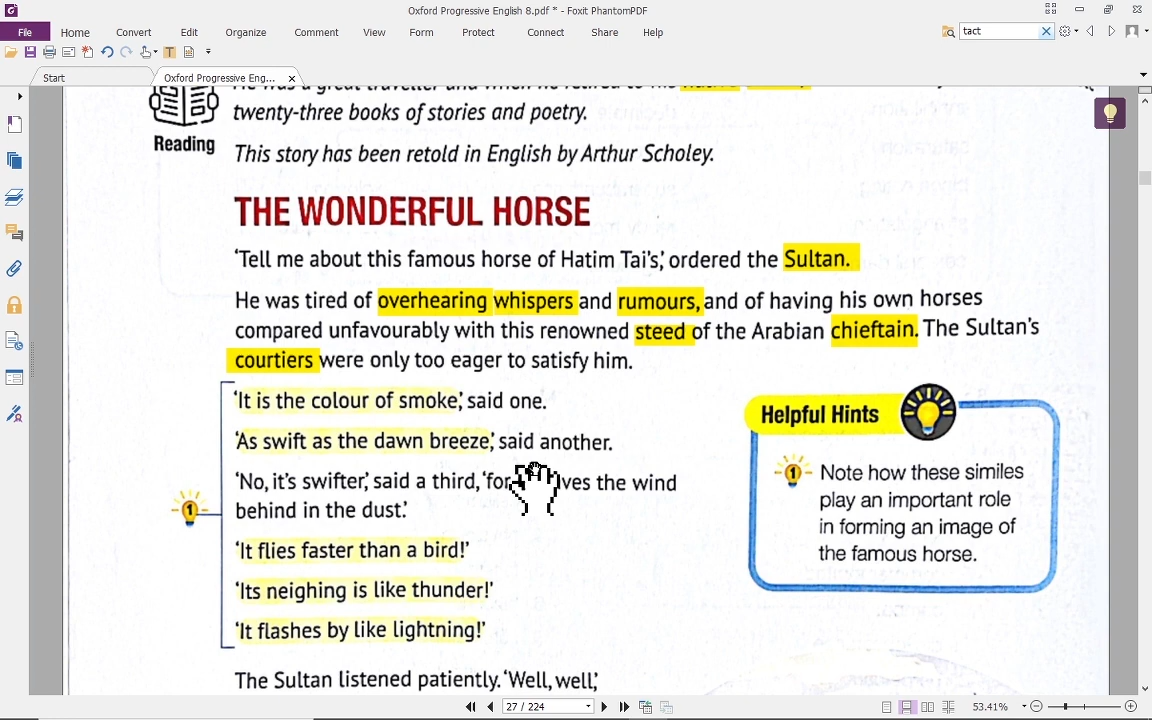 Oxford Progressive English 8.pdf * - Foxit PhantomPDF
File Home Convert Edit Organize Comment View Form Protect Connect Share Help
tact
Start
Oxford Progressive Eng...
twenty-three books of stories and poetry.
Reading
This story has been retold in English by Arthur Scholey.
THE WONDERFUL HORSE
‘Tell me about this famous horse of Hatim Tai’s,’ ordered the Sultan.
He was tired of overhearing whispers and rumours, and of having his own horses
compared unfavourably with this renowned steed of the Arabian chieftain. The Sultan’s
courtiers were only too eager to satisfy him.
‘It is the colour of smoke,’ said one.
‘As swift as the dawn breeze,’ said another.
‘No, it’s swifter,’ said a third, ‘for the wind
behind in the dust.’
‘It flies faster than a bird!’
‘Its neighing is like thunder!’
‘It flashes by like lightning!’
The Sultan listened patiently. ‘Well, well,’
1
Helpful Hints
1 Note how these similes
play an important role
in forming an image of
the famous horse.
27 / 224
53.41%